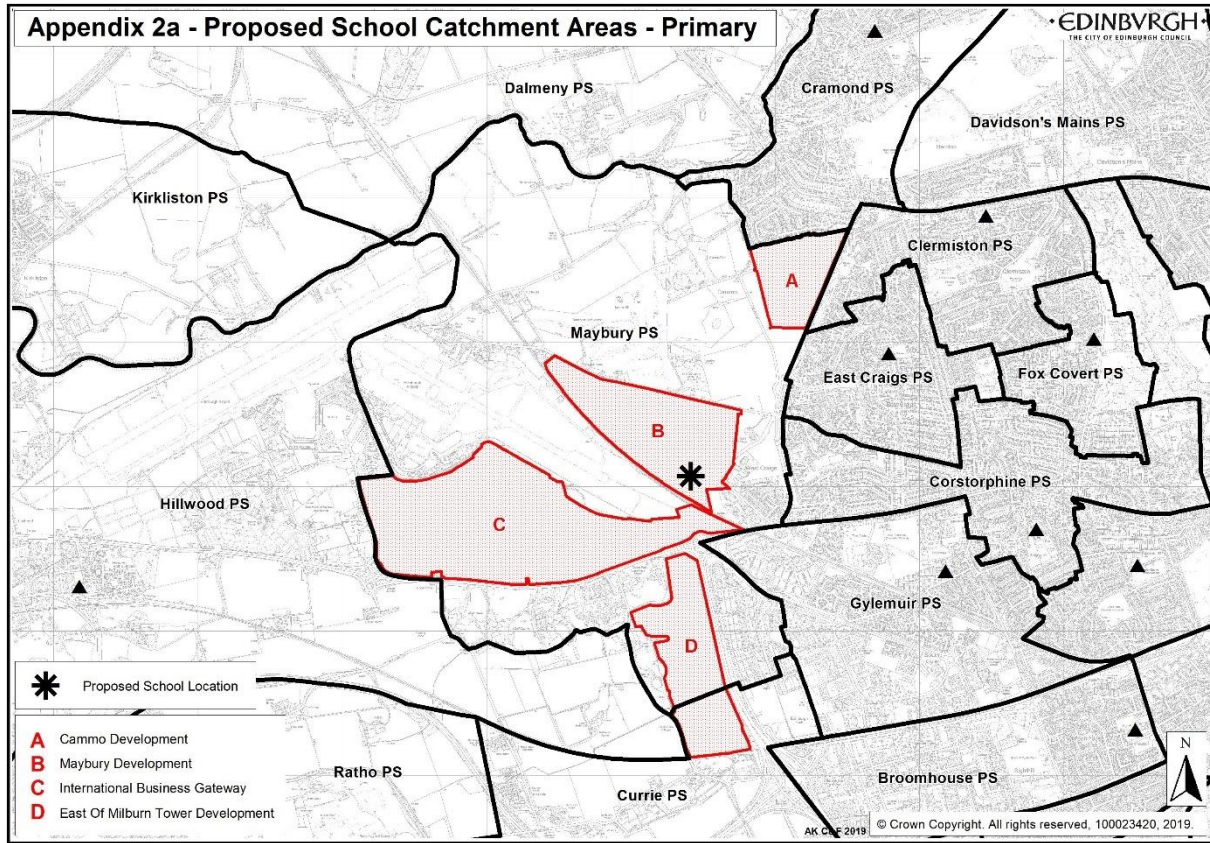 Appendix 2a - Proposed School Catchment Areas - Primary
·EDINBVRGH·
THE CITY OF EDINBURGH COUNCIL
Dalmeny PS
Cramond PS
Davidson's Mains PS
Kirkliston PS
Clermiston PS
A
Maybury PS
East Craigs PS
Fox Covert PS
B
Corstorphine PS
Hillwood PS
C
Gylemuir PS
D
Proposed School Location
A Cammo Development
B Maybury Development
C International Business Gateway
D East Of Milburn Tower Development
Ratho PS
Currie PS
Broomhouse PS
N
AK C&F 2019
© Crown Copyright. All rights reserved, 100023420, 2019.